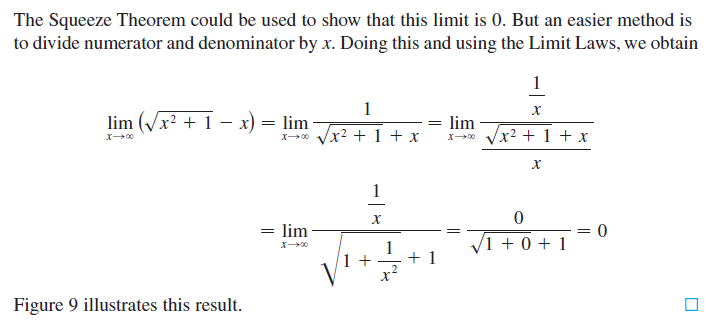 The Squeeze Theorem could be used to show that this limit is 0. But an easier method is
to divide numerator and denominator by x. Doing this and using the Limit Laws, we obtain
lim_{x→∞} (√(x² + 1) − x) = lim_{x→∞} 1/(√(x² + 1) + x) = lim_{x→∞} (1/x)/((√(x² + 1) + x)/x)
= lim_{x→∞} (1/x)/(√(1 + 1/x²) + 1) = 0/(√(1 + 0) + 1) = 0
Figure 9 illustrates this result.